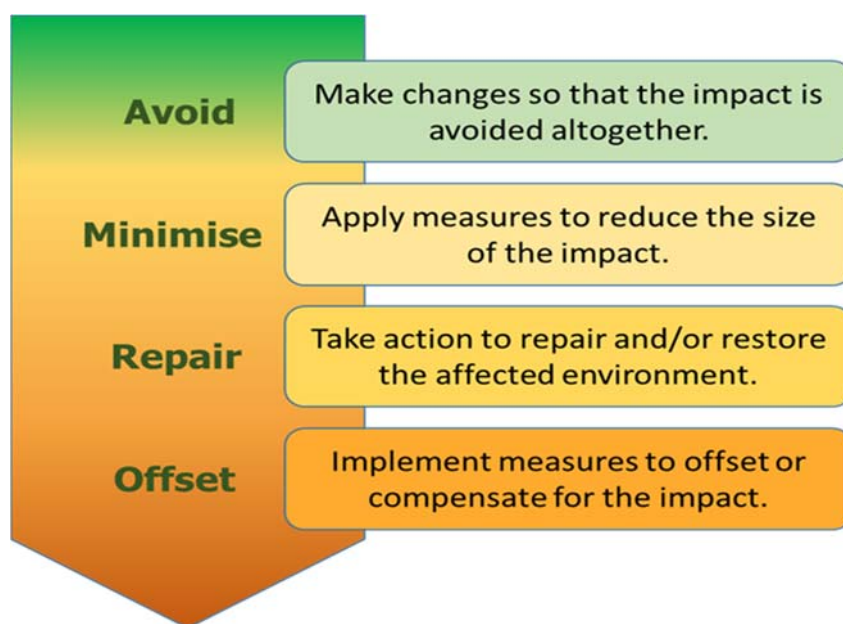 Avoid
Make changes so that the impact is
avoided altogether.
Minimise
Apply measures to reduce the size
of the impact.
Repair
Take action to repair and/or restore
the affected environment.
Offset
Implement measures to offset or
compensate for the impact.